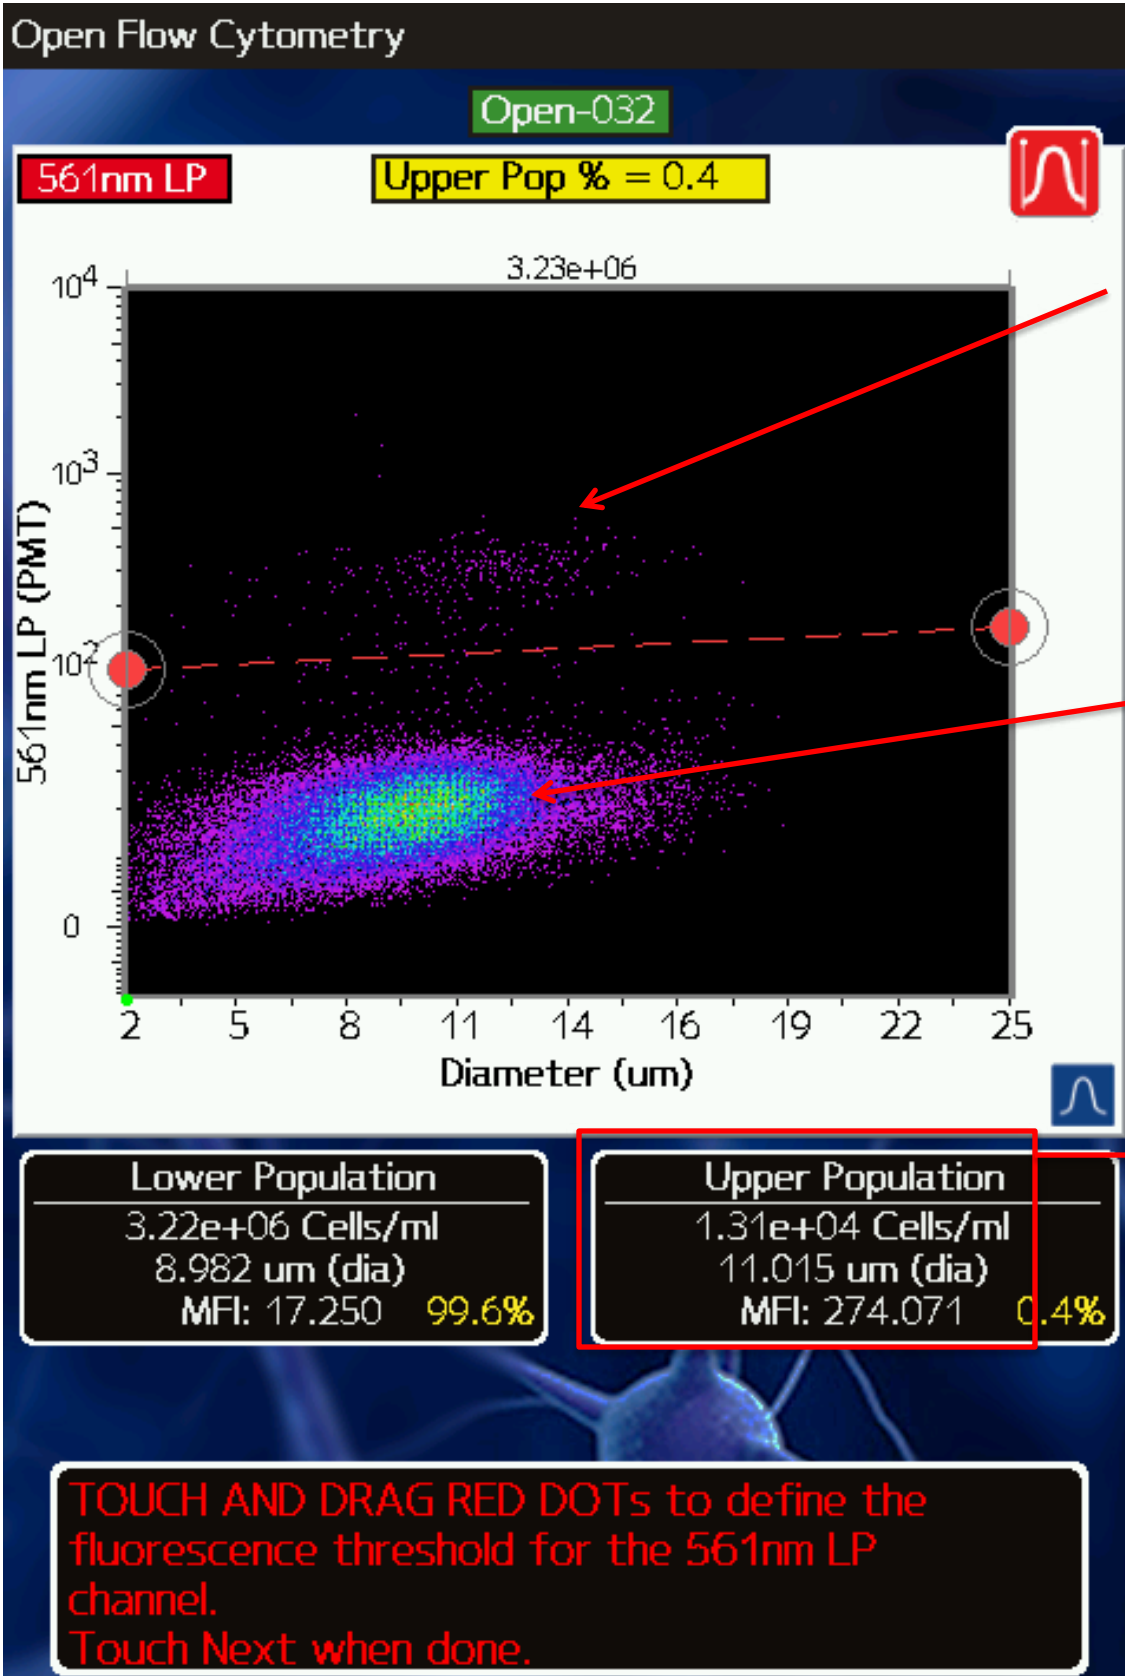 Open Flow Cytometry
Open-032
561nm LP
Upper Pop % = 0.4
3.23e+06
10^4
10^3
10^2
0
561nm LP (PMT)
2 5 8 11 14 16 19 22 25
Diameter (um)
Lower Population
3.22e+06 Cells/ml
8.982 um (dia)
MFI: 17.250 99.6%
Upper Population
1.31e+04 Cells/ml
11.015 um (dia)
MFI: 274.071 0.4%
TOUCH AND DRAG RED DOTs to define the
fluorescence threshold for the 561nm LP
channel.
Touch Next when done.